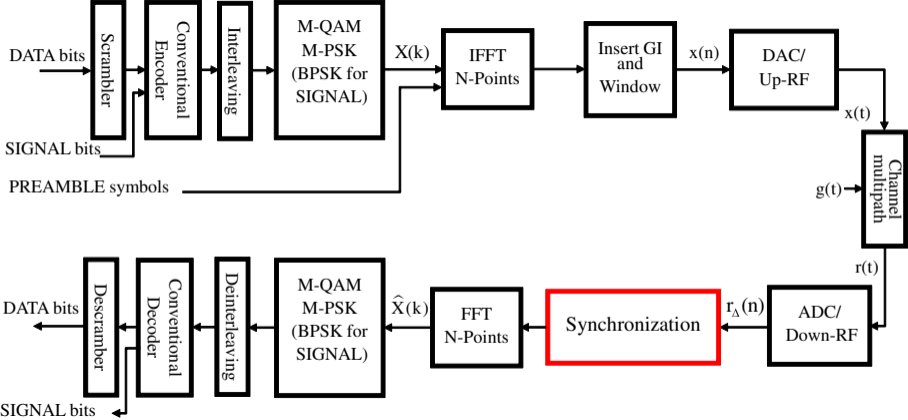 DATA bits
Scrambler
Conventional
Encoder
Interleaving
M-QAM
M-PSK
(BPSK for
SIGNAL)
X(k)
IFFT
N-Points
Insert GI
and
Window
x(n)
DAC/
Up-RF
x(t)
SIGNAL bits
PREAMBLE symbols
Channel
multipath
g(t)
r(t)
DATA bits
Descramber
Conventional
Decoder
Deinterleaving
M-QAM
M-PSK
(BPSK for
SIGNAL)
X̂(k)
FFT
N-Points
Synchronization
r_Δ(n)
ADC/
Down-RF
SIGNAL bits